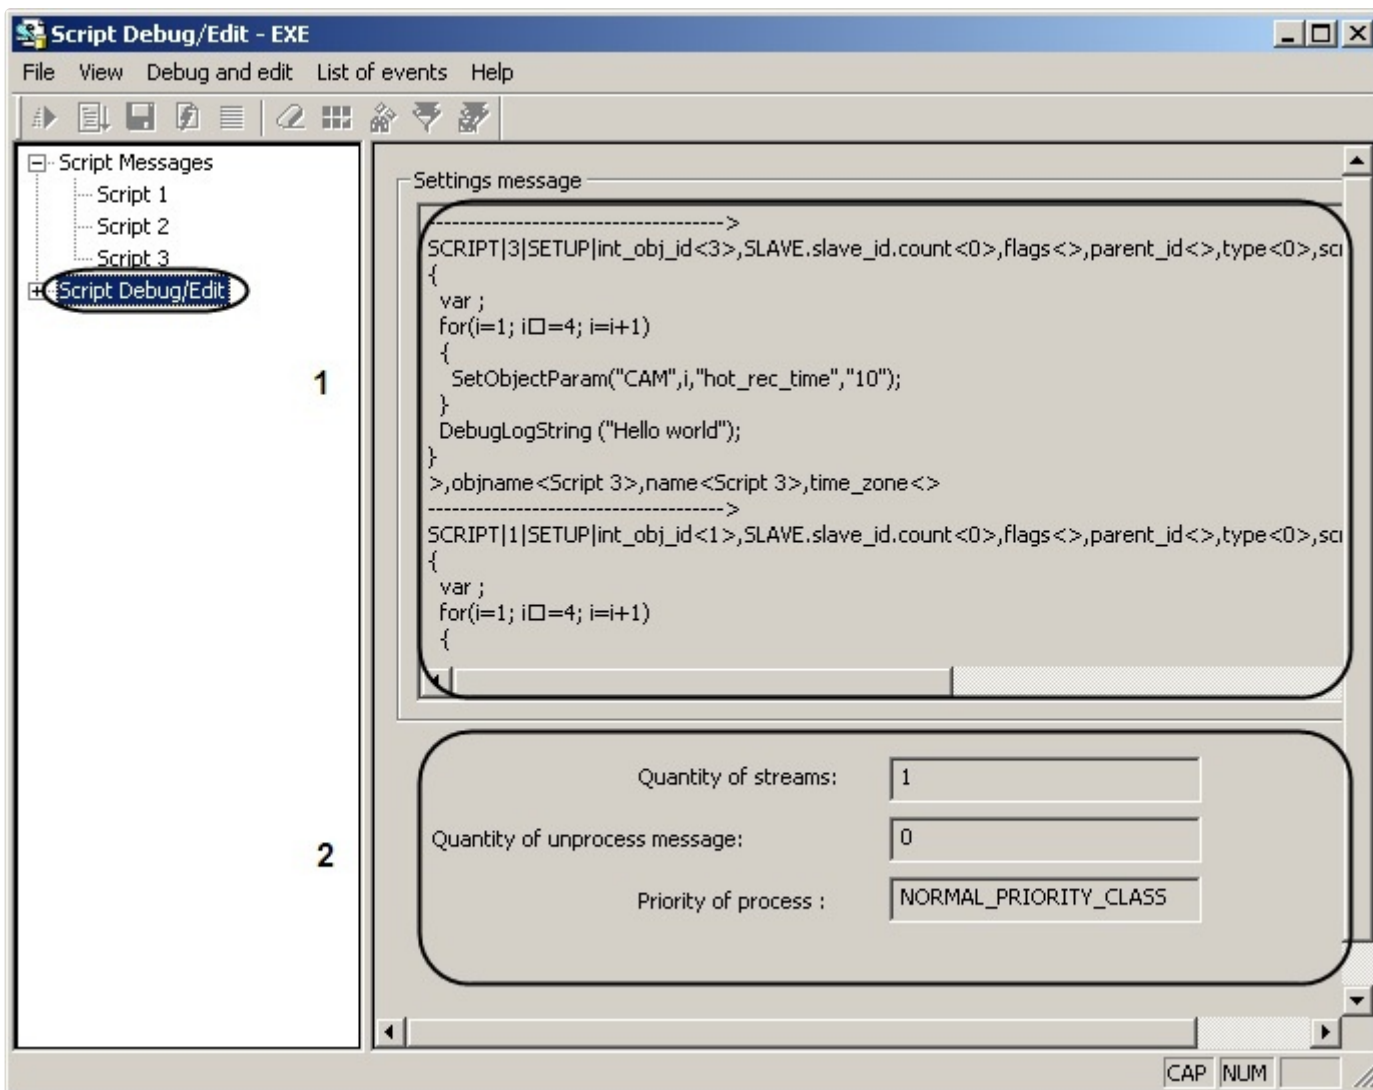 Script Debug/Edit - EXE
File View Debug and edit List of events Help
Script Messages
Script 1
Script 2
Script 3
Script Debug/Edit
1
2
Settings message
------------------------------------->
SCRIPT|3|SETUP|int_obj_id<3>,SLAVE.slave_id.count<0>,flags<>,parent_id<>,type<0>,scr
{
var ;
for(i=1; i□=4; i=i+1)
{
SetObjectParam("CAM",i,"hot_rec_time","10");
}
DebugLogString ("Hello world");
}
>,objname<Script 3>,name<Script 3>,time_zone<>
------------------------------------->
SCRIPT|1|SETUP|int_obj_id<1>,SLAVE.slave_id.count<0>,flags<>,parent_id<>,type<0>,scr
{
var ;
for(i=1; i□=4; i=i+1)
{
Quantity of streams: 1
Quantity of unprocess message: 0
Priority of process : NORMAL_PRIORITY_CLASS
CAP NUM